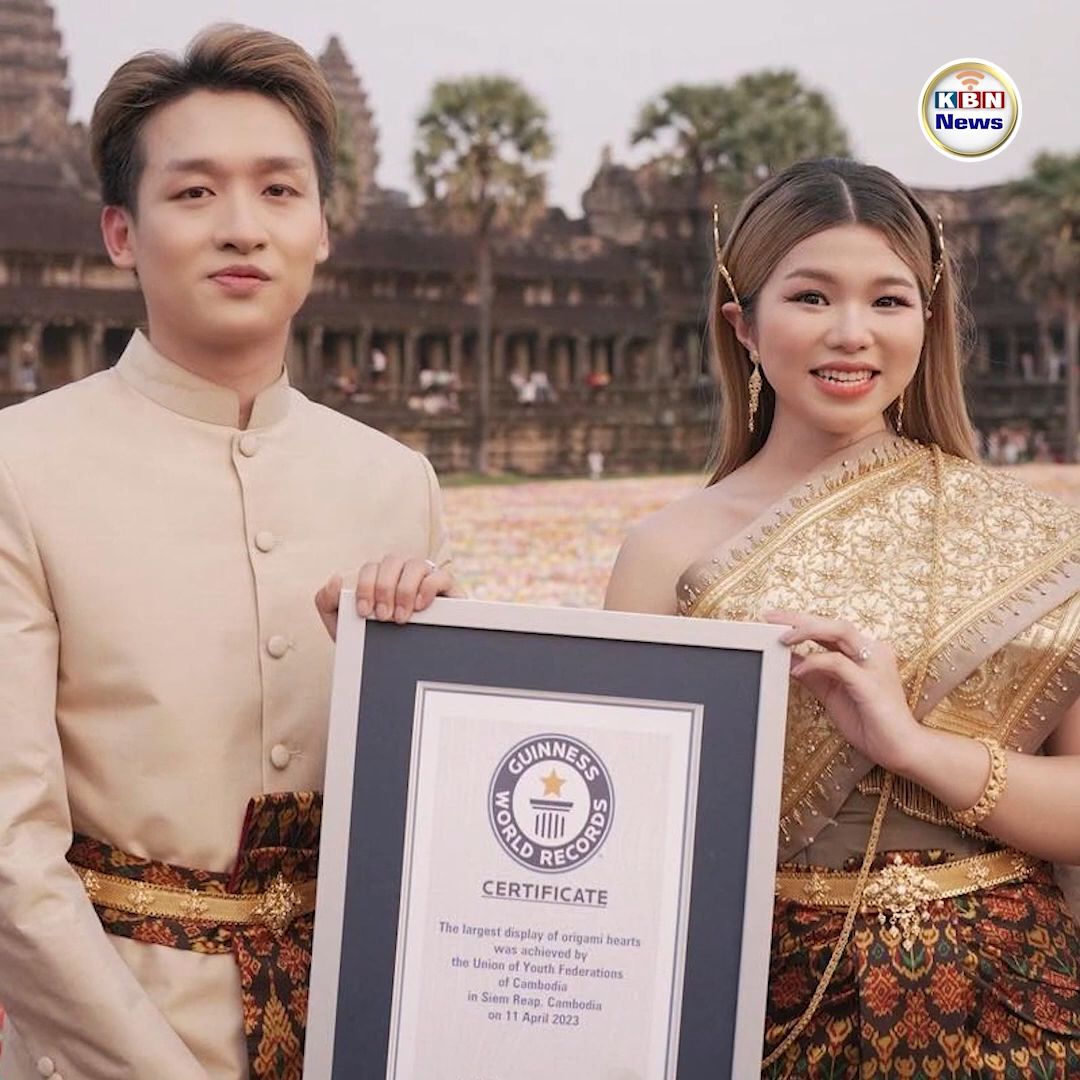 KBN
News
GUINNESS
WORLD RECORDS
CERTIFICATE
The largest display of origami hearts
was achieved by
the Union of Youth Federations
of Cambodia
in Siem Reap, Cambodia
on 11 April 2023